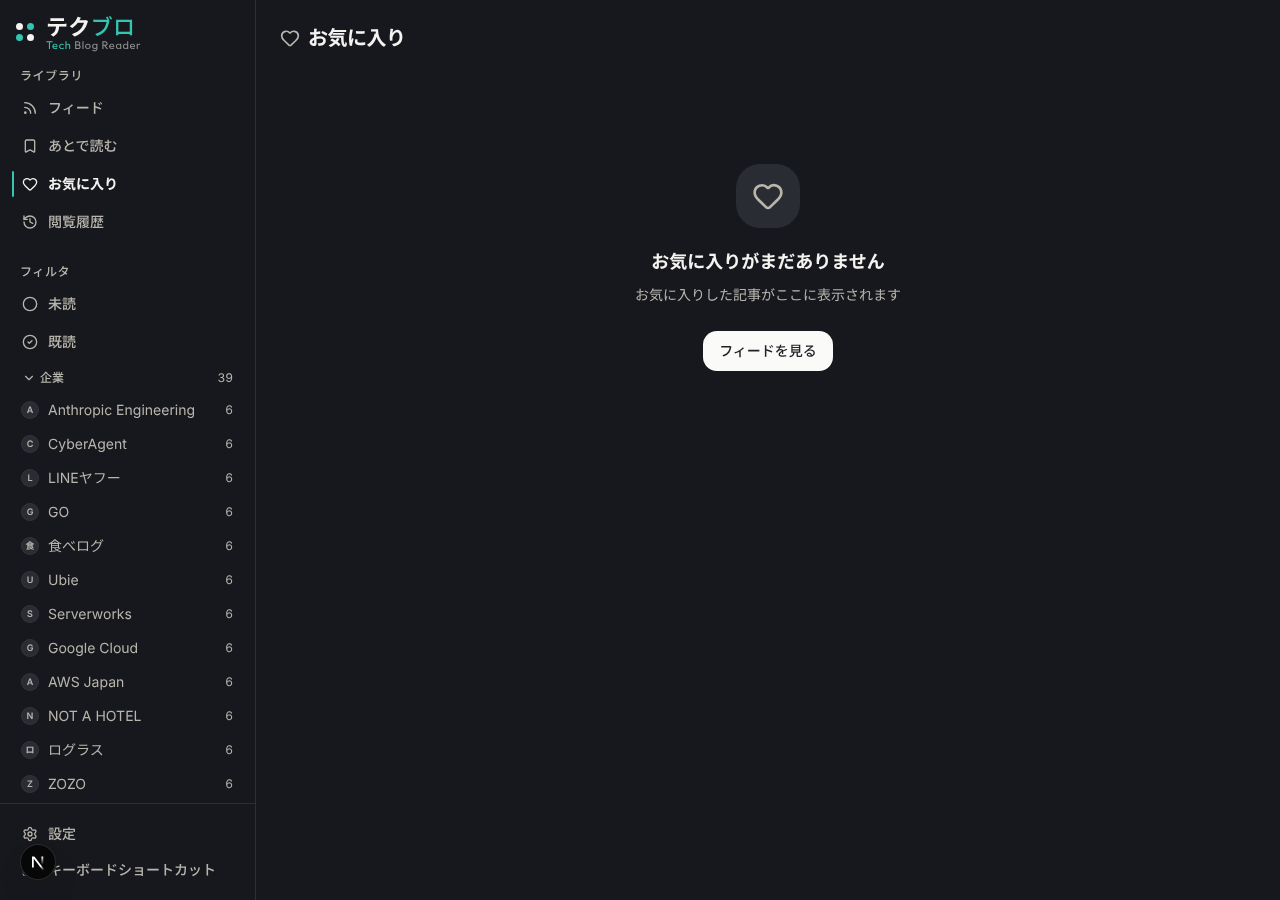 テクブロ
Tech Blog Reader
ライブラリ
フィード
あとで読む
お気に入り
閲覧履歴
フィルタ
未読
既読
企業 39
A Anthropic Engineering 6
C CyberAgent 6
L LINEヤフー 6
G GO 6
食 食べログ 6
U Ubie 6
S Serverworks 6
G Google Cloud 6
A AWS Japan 6
N NOT A HOTEL 6
ロ ログラス 6
Z ZOZO 6
設定
N キーボードショートカット
お気に入り
お気に入りがまだありません
お気に入りした記事がここに表示されます
フィードを見る